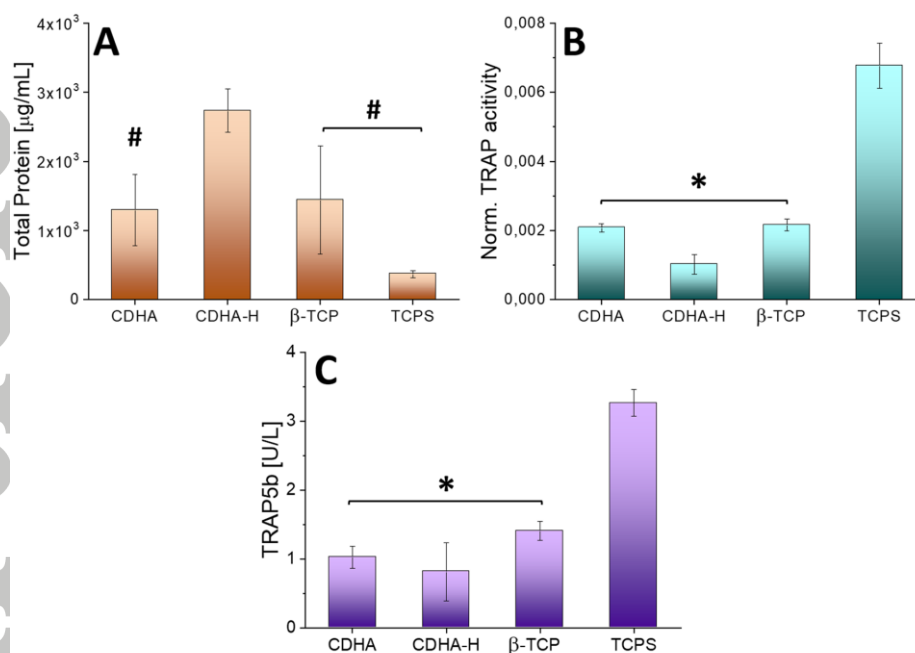 A
Total Protein [µg/mL]
4x10³
3x10³
2x10³
1x10³
0
#
#
CDHA CDHA-H β-TCP TCPS
B
Norm. TRAP acitivity
0,008
0,006
0,004
0,002
0,000
*
CDHA CDHA-H β-TCP TCPS
C
TRAP5b [U/L]
4
3
2
1
0
*
CDHA CDHA-H β-TCP TCPS